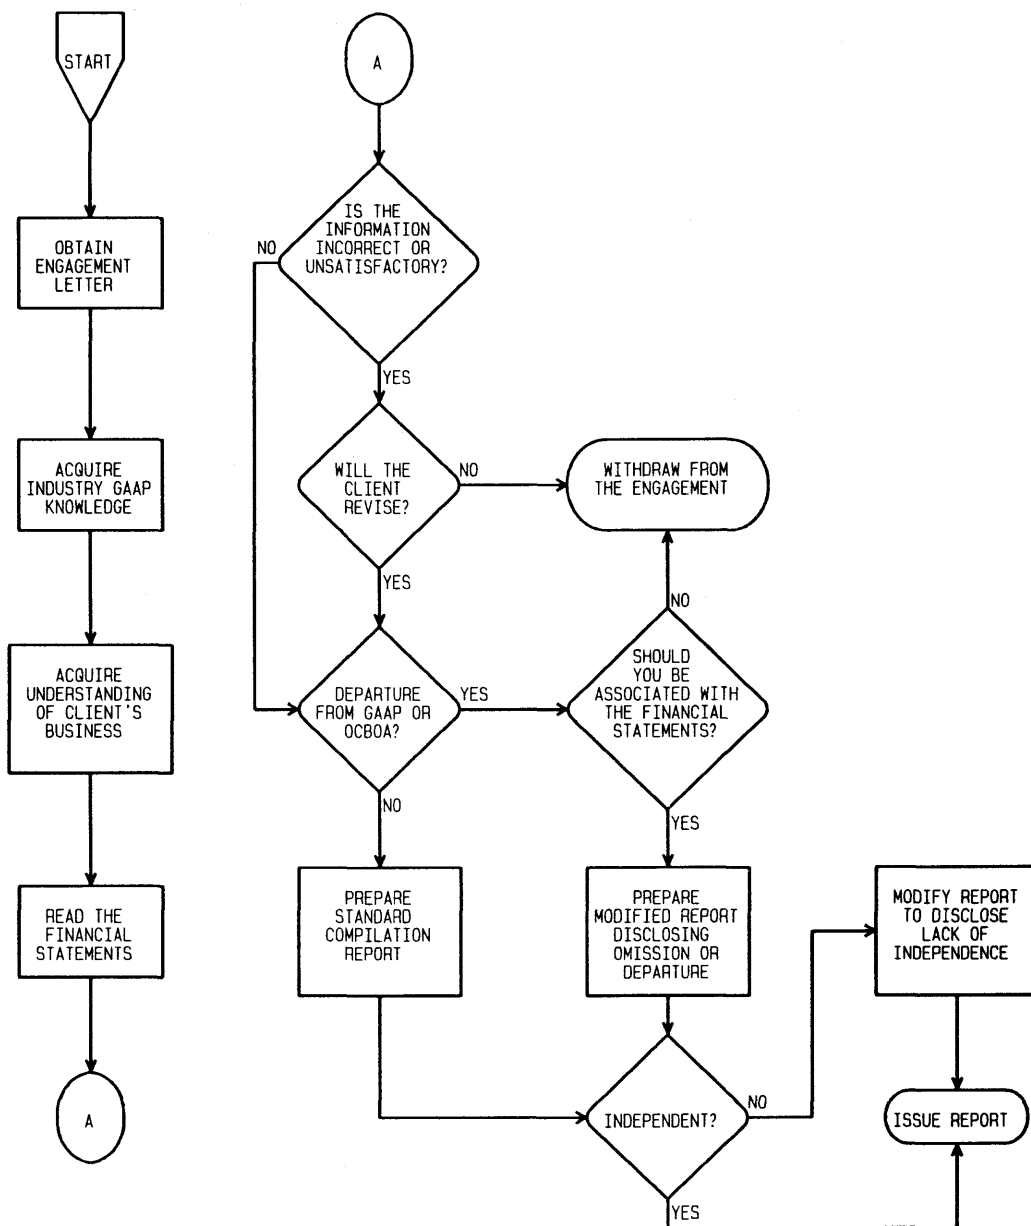 START
OBTAIN
ENGAGEMENT
LETTER
ACQUIRE
INDUSTRY GAAP
KNOWLEDGE
ACQUIRE
UNDERSTANDING
OF CLIENT'S
BUSINESS
READ THE
FINANCIAL
STATEMENTS
A
A
IS THE
INFORMATION
INCORRECT OR
UNSATISFACTORY?
NO
YES
WILL THE
CLIENT
REVISE?
NO
WITHDRAW FROM
THE ENGAGEMENT
YES
DEPARTURE
FROM GAAP OR
OCBOA?
YES
NO
SHOULD
YOU BE
ASSOCIATED WITH
THE FINANCIAL
STATEMENTS?
NO
YES
PREPARE
STANDARD
COMPILATION
REPORT
PREPARE
MODIFIED REPORT
DISCLOSING
OMISSION OR
DEPARTURE
MODIFY REPORT
TO DISCLOSE
LACK OF
INDEPENDENCE
INDEPENDENT?
NO
YES
ISSUE REPORT